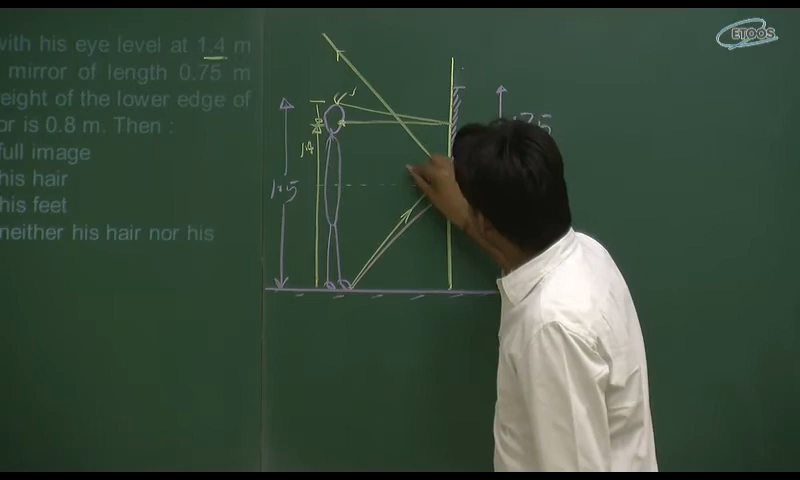 with his eye level at 1.4 m
mirror of length 0.75 m
eight of the lower edge of
or is 0.8 m. Then :
full image
his hair
his feet
neither his hair nor his
1.4
1.5
ETOOS